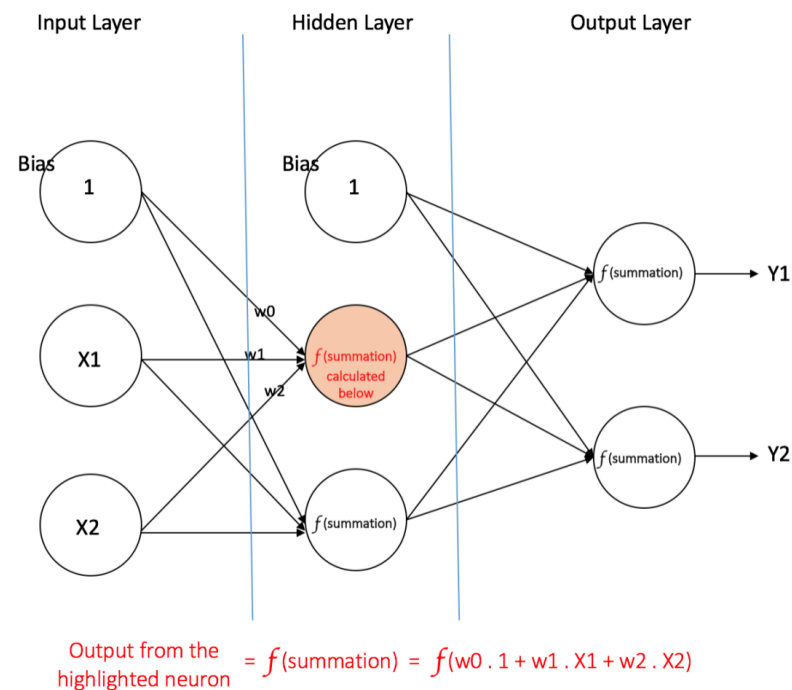 Input Layer
Hidden Layer
Output Layer
Bias
1
Bias
1
f(summation)
Y1
w0
X1
w1
f(summation)
calculated
below
w2
f(summation)
Y2
X2
f(summation)
Output from the
highlighted neuron
= f(summation) = f(w0 . 1 + w1 . X1 + w2 . X2)